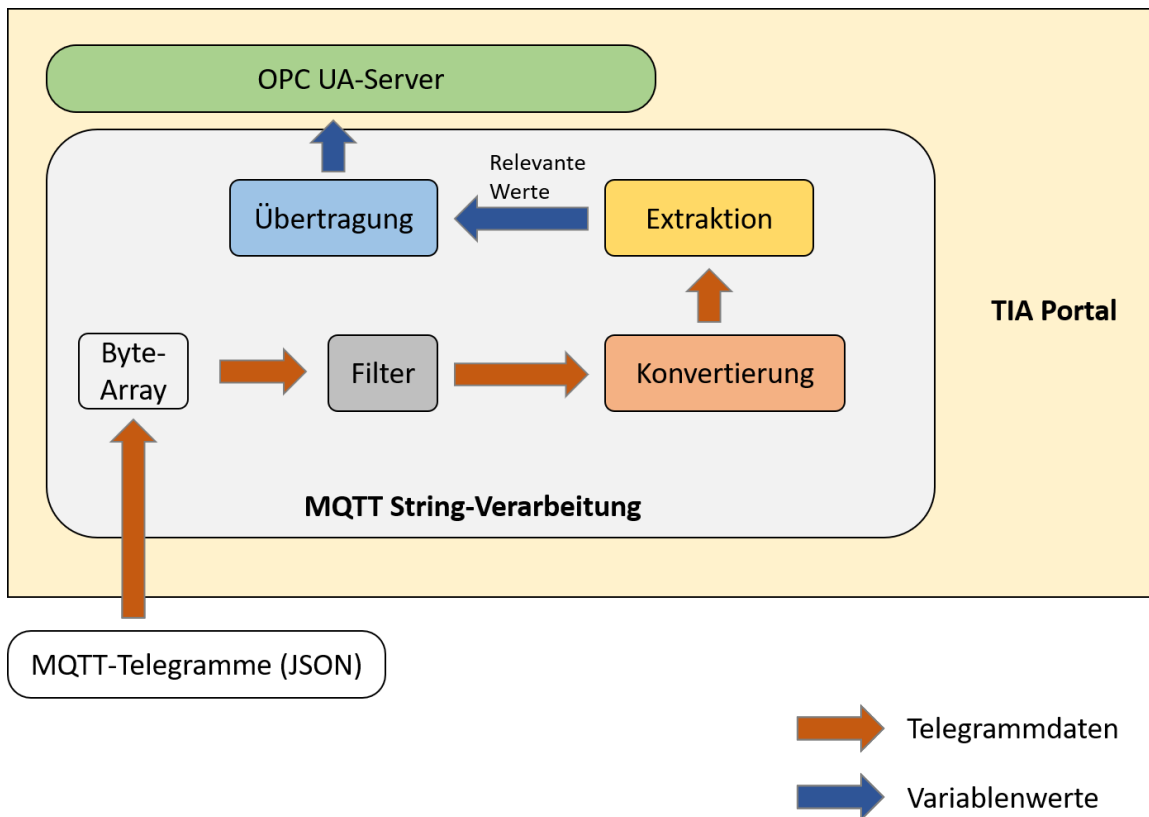 OPC UA-Server
Relevante
Werte
Übertragung
Extraktion
TIA Portal
Byte-
Array
Filter
Konvertierung
MQTT String-Verarbeitung
MQTT-Telegramme (JSON)
Telegrammdaten
Variablenwerte